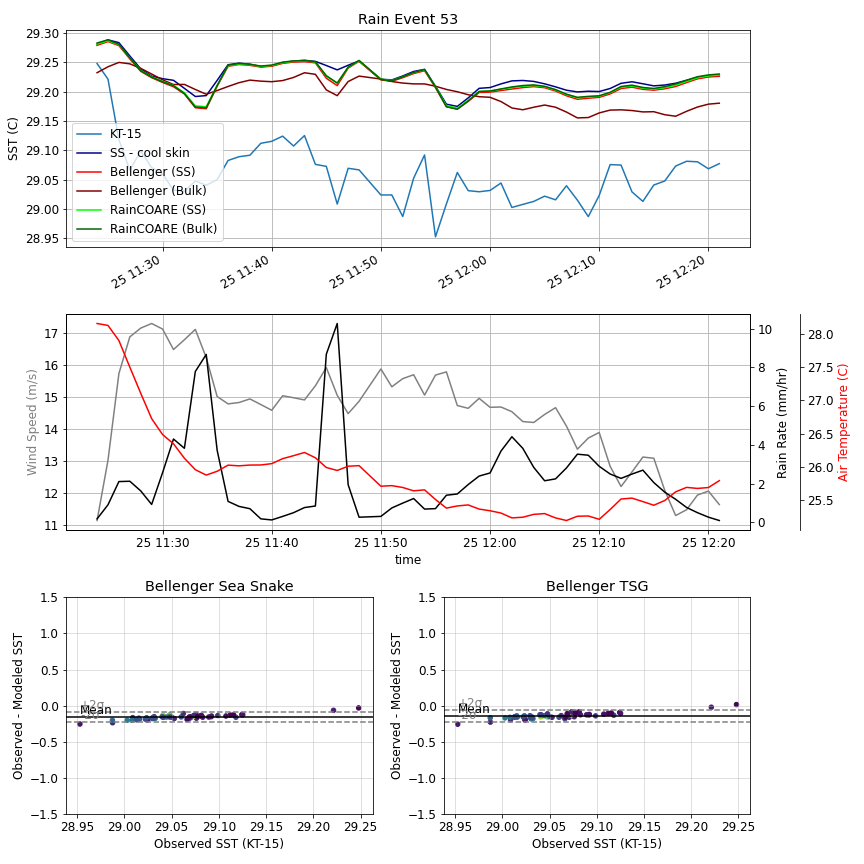 Rain Event 53
SST (C)
29.30
29.25
29.20
29.15
29.10
29.05
29.00
28.95
KT-15
SS - cool skin
Bellenger (SS)
Bellenger (Bulk)
RainCOARE (SS)
RainCOARE (Bulk)
25 11:30 25 11:40 25 11:50 25 12:00 25 12:10 25 12:20
Wind Speed (m/s)
17
16
15
14
13
12
11
10
8
6
4
2
0
Rain Rate (mm/hr)
28.0
27.5
27.0
26.5
26.0
25.5
Air Temperature (C)
25 11:30 25 11:40 25 11:50 25 12:00 25 12:10 25 12:20
time
Bellenger Sea Snake
Observed - Modeled SST
1.5
1.0
0.5
0.0
−0.5
−1.0
−1.5
+2σ
Mean
-2σ
28.95 29.00 29.05 29.10 29.15 29.20 29.25
Observed SST (KT-15)
Bellenger TSG
Observed - Modeled SST
1.5
1.0
0.5
0.0
−0.5
−1.0
−1.5
+2σ
Mean
-2σ
28.95 29.00 29.05 29.10 29.15 29.20 29.25
Observed SST (KT-15)